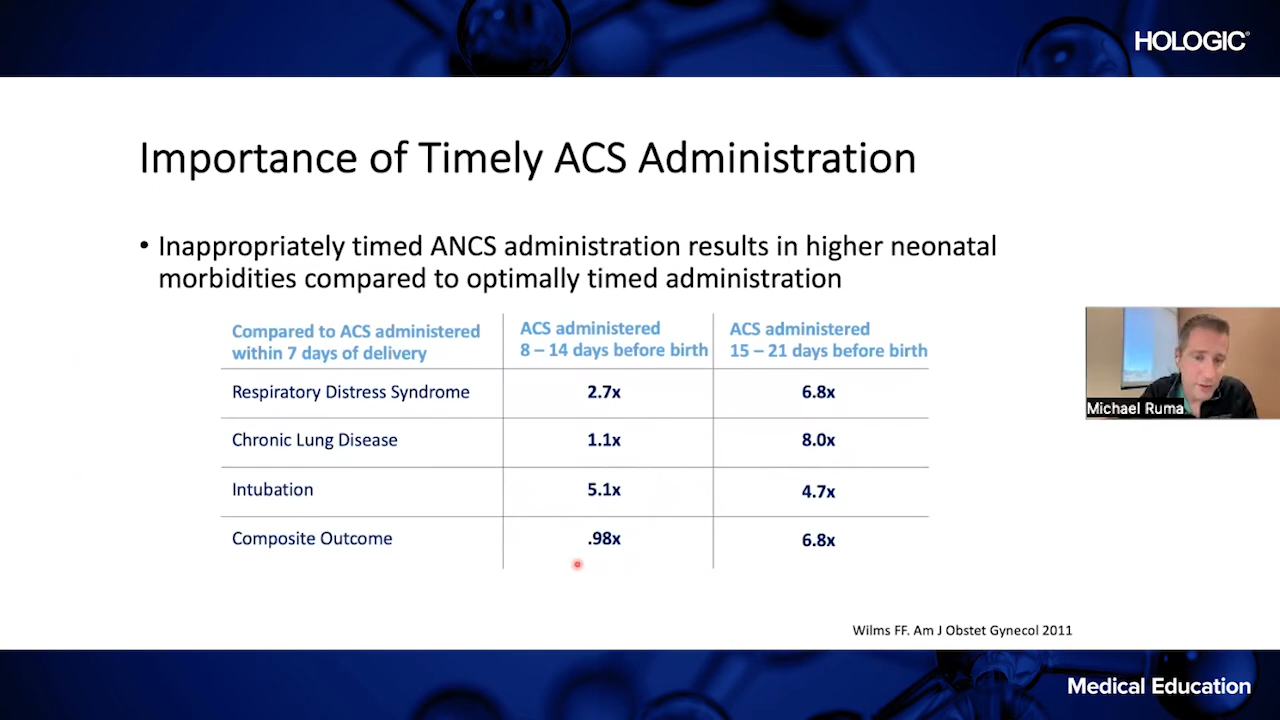 HOLOGIC®
Importance of Timely ACS Administration
• Inappropriately timed ANCS administration results in higher neonatal
morbidities compared to optimally timed administration
Compared to ACS administered
within 7 days of delivery
ACS administered
8 – 14 days before birth
ACS administered
15 – 21 days before birth
Respiratory Distress Syndrome 2.7x 6.8x
Chronic Lung Disease 1.1x 8.0x
Intubation 5.1x 4.7x
Composite Outcome .98x 6.8x
Michael Ruma
Wilms FF. Am J Obstet Gynecol 2011
Medical Education